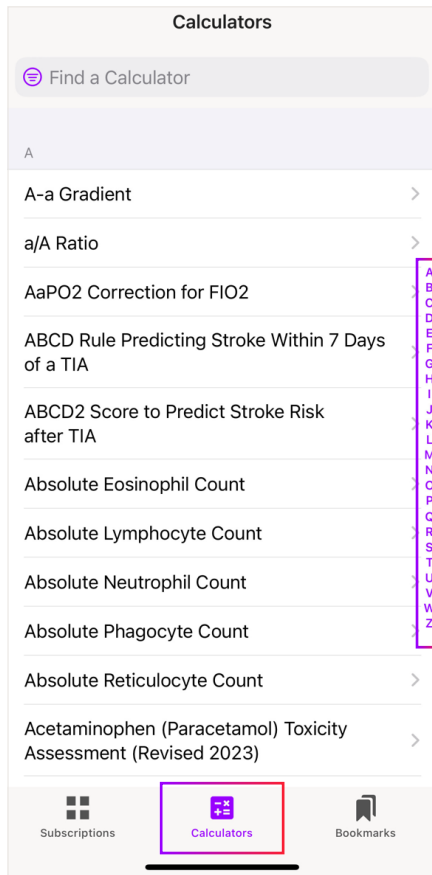 Calculators
Find a Calculator
A
A-a Gradient
a/A Ratio
AaPO2 Correction for FIO2
ABCD Rule Predicting Stroke Within 7 Days
of a TIA
ABCD2 Score to Predict Stroke Risk
after TIA
Absolute Eosinophil Count
Absolute Lymphocyte Count
Absolute Neutrophil Count
Absolute Phagocyte Count
Absolute Reticulocyte Count
Acetaminophen (Paracetamol) Toxicity
Assessment (Revised 2023)
A
B
C
D
E
F
G
H
I
J
K
L
M
N
O
P
Q
R
S
T
U
V
W
Z
Subscriptions
Calculators
Bookmarks